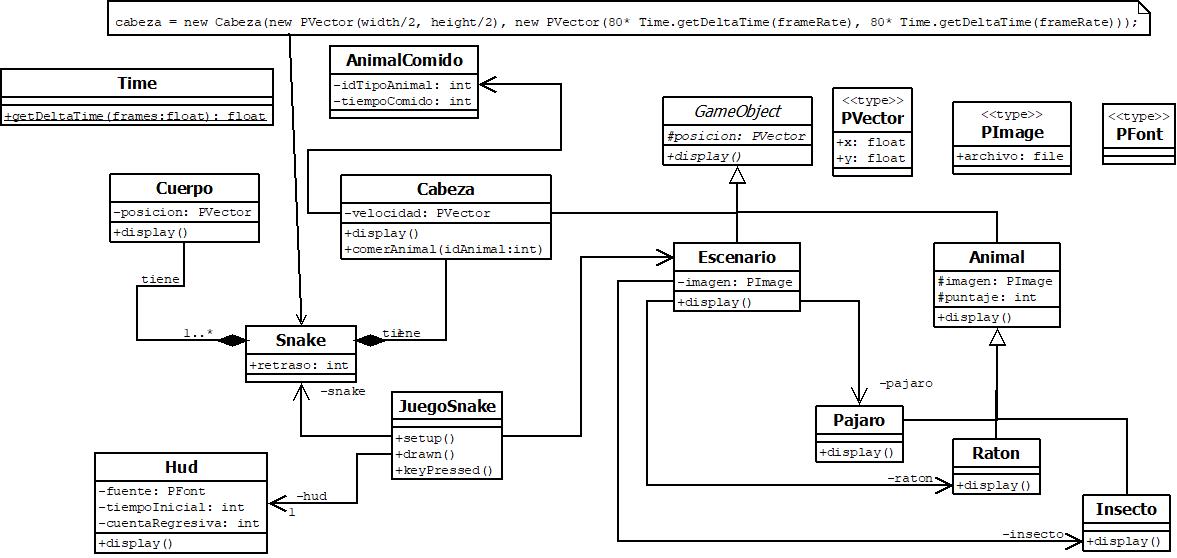 cabeza = new Cabeza(new PVector(width/2, height/2), new PVector(80* Time.getDeltaTime(frameRate), 80* Time.getDeltaTime(frameRate)));
Time
+getDeltaTime(frames:float): float
AnimalComido
-idTipoAnimal: int
-tiempoComido: int
GameObject
#posicion: PVector
+display()
<<type>>
PVector
+x: float
+y: float
<<type>>
PImage
+archivo: file
<<type>>
PFont
Cuerpo
-posicion: PVector
+display()
Cabeza
-velocidad: PVector
+display()
+comerAnimal(idAnimal:int)
Escenario
-imagen: PImage
+display()
Animal
#imagen: PImage
#puntaje: int
+display()
tiene
1..*
Snake
+retraso: int
tiene
1
-snake
JuegoSnake
+setup()
+drawn()
+keyPressed()
-pajaro
Pajaro
+display()
Raton
+display()
-raton
Hud
-fuente: PFont
-tiempoInicial: int
-cuentaRegresiva: int
+display()
-hud
1
Insecto
+display()
-insecto